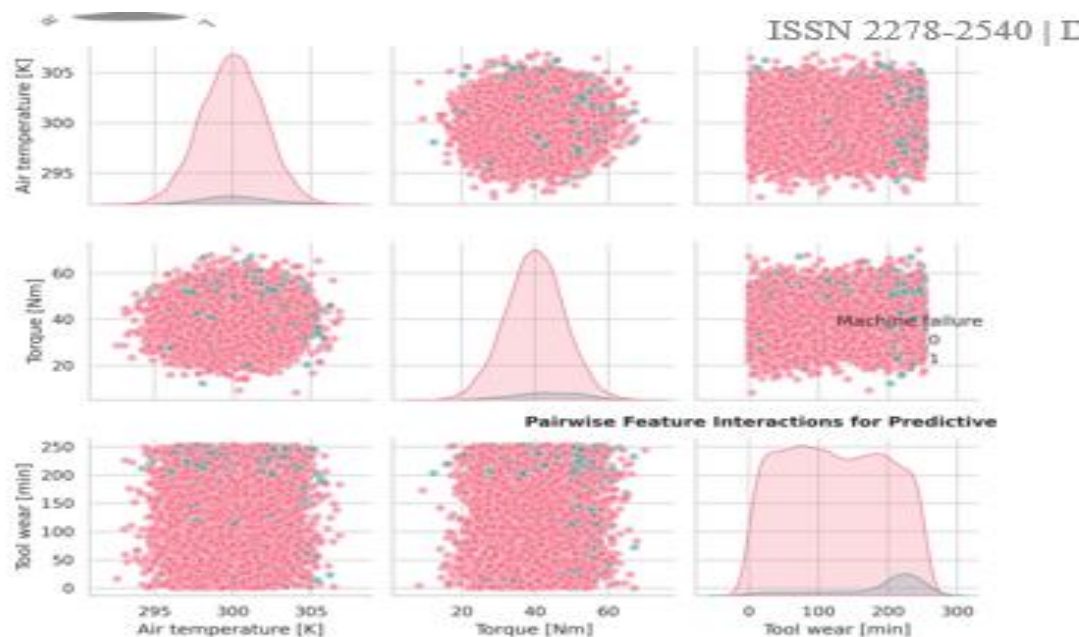 ISSN 2278-2540 | D
Air temperature [K]
305
300
295
Torque [Nm]
60
40
20
Machine failure
0
1
Pairwise Feature Interactions for Predictive
Tool wear [min]
250
200
150
100
50
0
295 300 305
20 40 60
0 100 200 300
Air temperature [K]
Torque [Nm]
Tool wear [min]